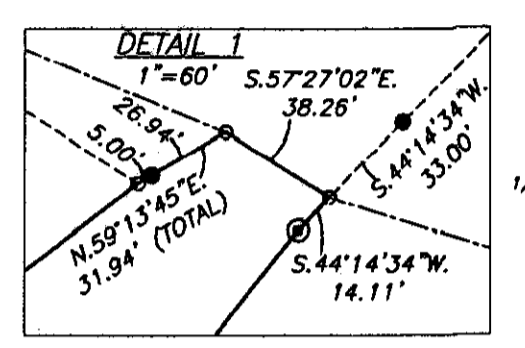 DETAIL 1
1"=60'
S.57°27'02"E.
38.26'
26.94'
5.00'
N.59°13'45"E.
31.94' (TOTAL)
S.44°14'34"W.
33.00'
S.44°14'34"W.
14.11'